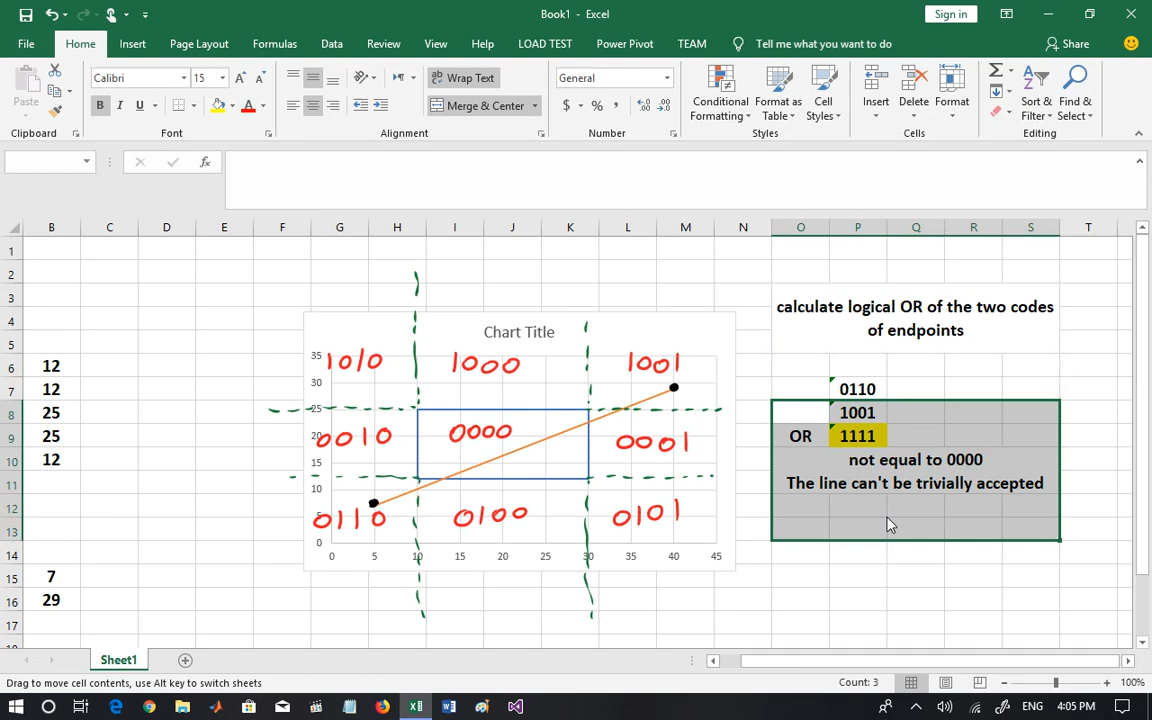 Book1 - Excel
Sign in
File Home Insert Page Layout Formulas Data Review View Help LOAD TEST Power Pivot TEAM Tell me what you want to do Share
Paste
Calibri 15
B I U
Wrap Text
Merge & Center
General
$ % ,
Conditional Formatting
Format as Table
Cell Styles
Insert
Delete
Format
Sort & Filter
Find & Select
Clipboard Font Alignment Number Styles Cells Editing
fx
B C D E F G H I J K L M N O P Q R S T
1
2
3
4
5
6 12
7 12
8 25
9 25
10 12
11
12
13
14
15 7
16 29
17
18
Chart Title
35
30
25
20
15
10
5
0
0 5 10 15 20 25 30 35 40 45
1010 1000 1001
0010 0000 0001
0110 0100 0101
calculate logical OR of the two codes
of endpoints
0110
1001
OR 1111
not equal to 0000
The line can't be trivially accepted
Sheet1
Drag to move cell contents, use Alt key to switch sheets
Count: 3
100%
ENG 4:05 PM